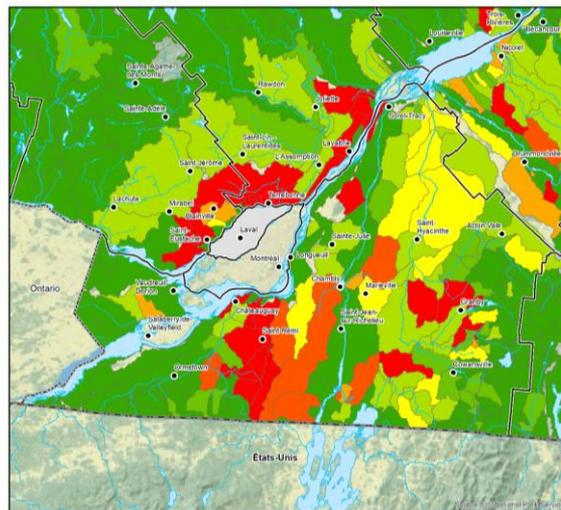 Trois-
Rivières
Bécancour
Louiseville
Nicolet
Sainte-Agathe-
des-Monts
Rawdon
Joliette
Sorel-Tracy
Sainte-Adèle
Saint-Lin-
Laurentides
Lavaltrie
Drummondville
L'Assomption
Saint-Jérôme
Lachute
Mirabel
Blainville
Terrebonne
Saint-
Eustache
Laval
Saint-
Hyacinthe
Acton Vale
Sainte-Julie
Montréal
Longueuil
Ontario
Vaudreuil-
Dorion
Chambly
Marieville
Granby
Châteauguay
Saint-Jean-
sur-Richelieu
Salaberry-de-
Valleyfield
Saint-Rémi
Ormstown
Cowansville
États-Unis